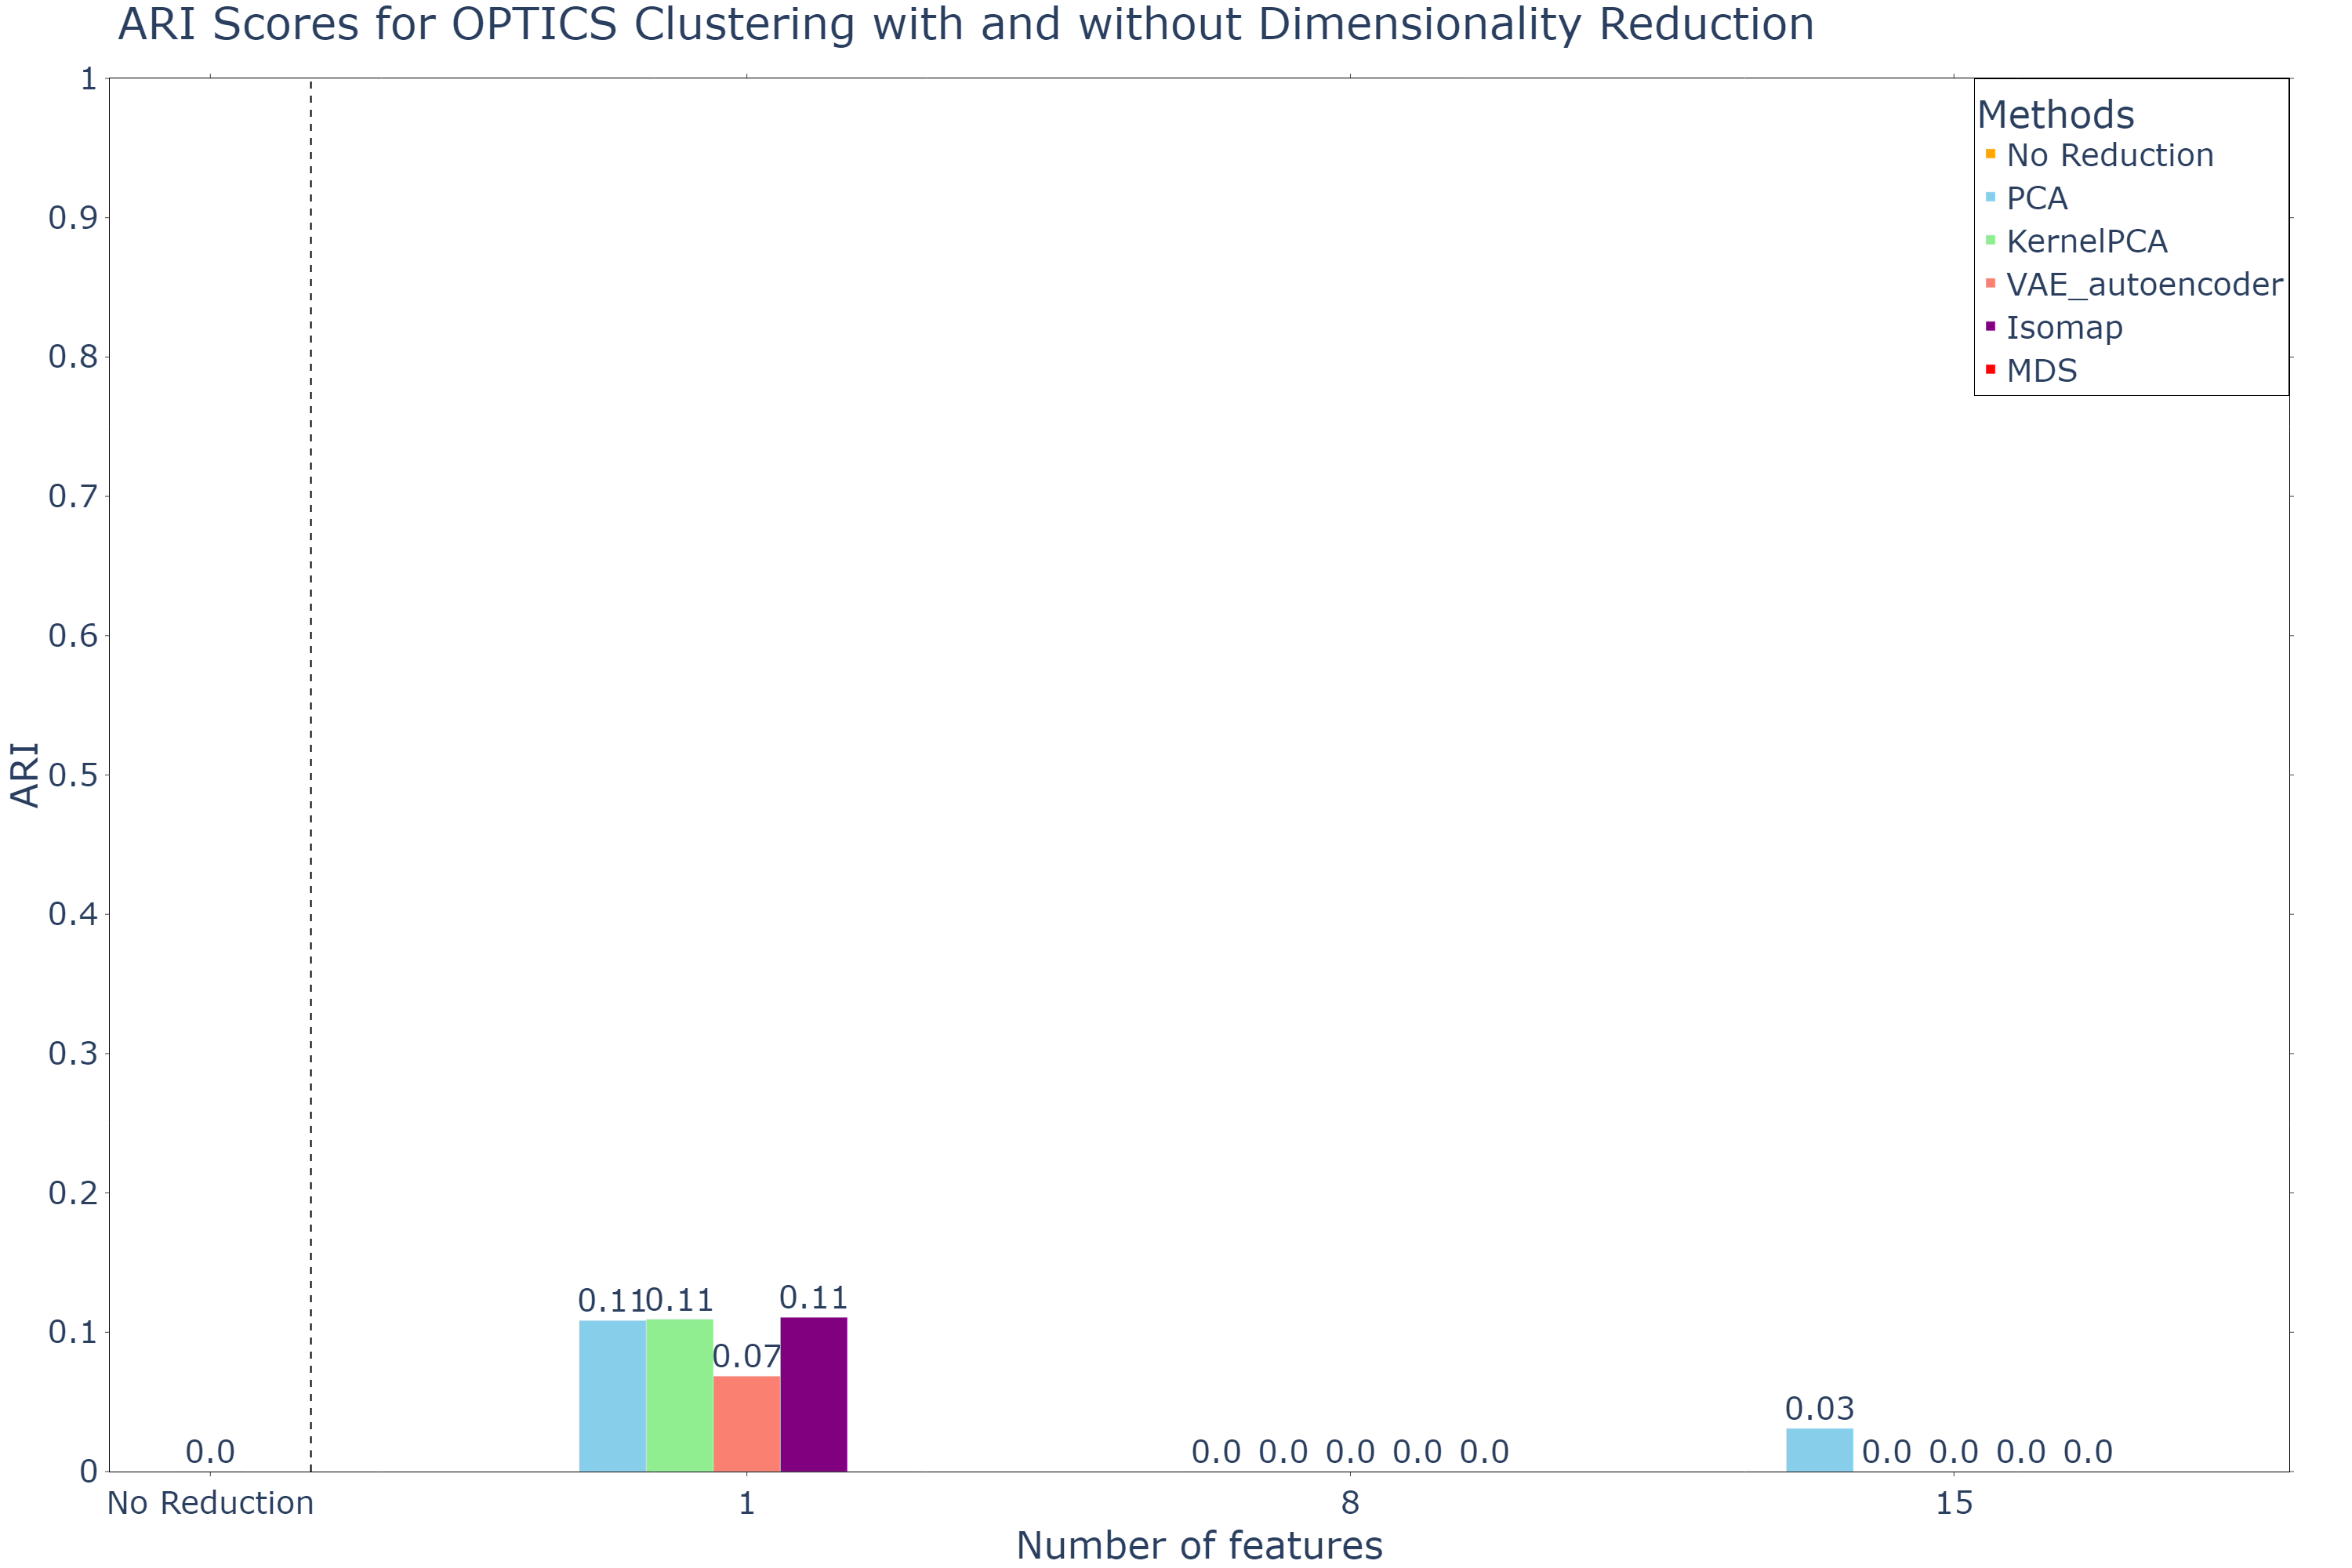 ARI Scores for OPTICS Clustering with and without Dimensionality Reduction
Methods
No Reduction
PCA
KernelPCA
VAE_autoencoder
Isomap
MDS
ARI
1
0.9
0.8
0.7
0.6
0.5
0.4
0.3
0.2
0.1
0
0.0
0.11 0.11 0.07 0.11
0.0 0.0 0.0 0.0 0.0
0.03 0.0 0.0 0.0 0.0
No Reduction 1 8 15
Number of features